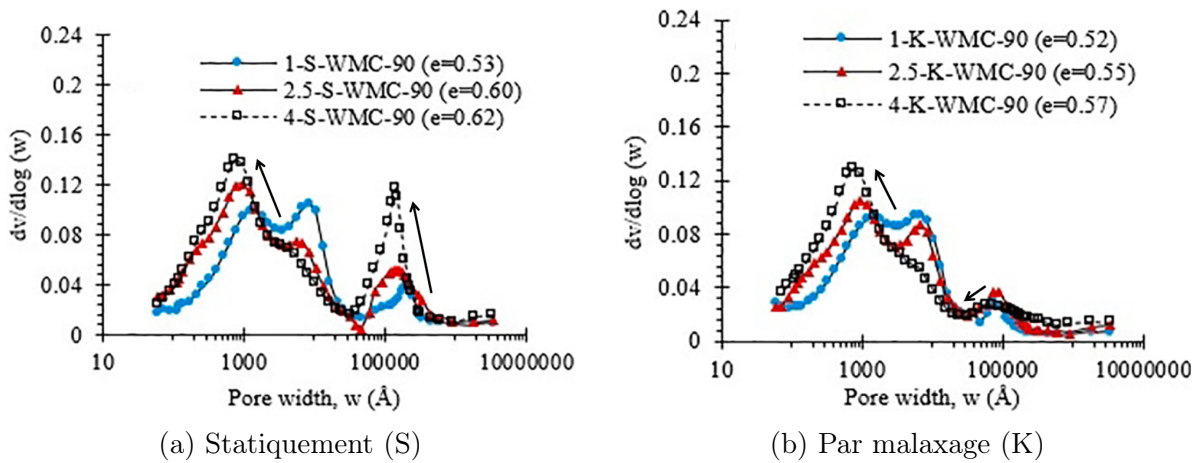 0.24
0.2
0.16
0.12
0.08
0.04
0
dv/dlog (w)
1-S-WMC-90 (e=0.53)
2.5-S-WMC-90 (e=0.60)
4-S-WMC-90 (e=0.62)
10 1000 100000 10000000
Pore width, w (Å)
(a) Statiquement (S)
0.24
0.2
0.16
0.12
0.08
0.04
0
dv/dlog (w)
1-K-WMC-90 (e=0.52)
2.5-K-WMC-90 (e=0.55)
4-K-WMC-90 (e=0.57)
10 1000 100000 10000000
Pore width, w (Å)
(b) Par malaxage (K)